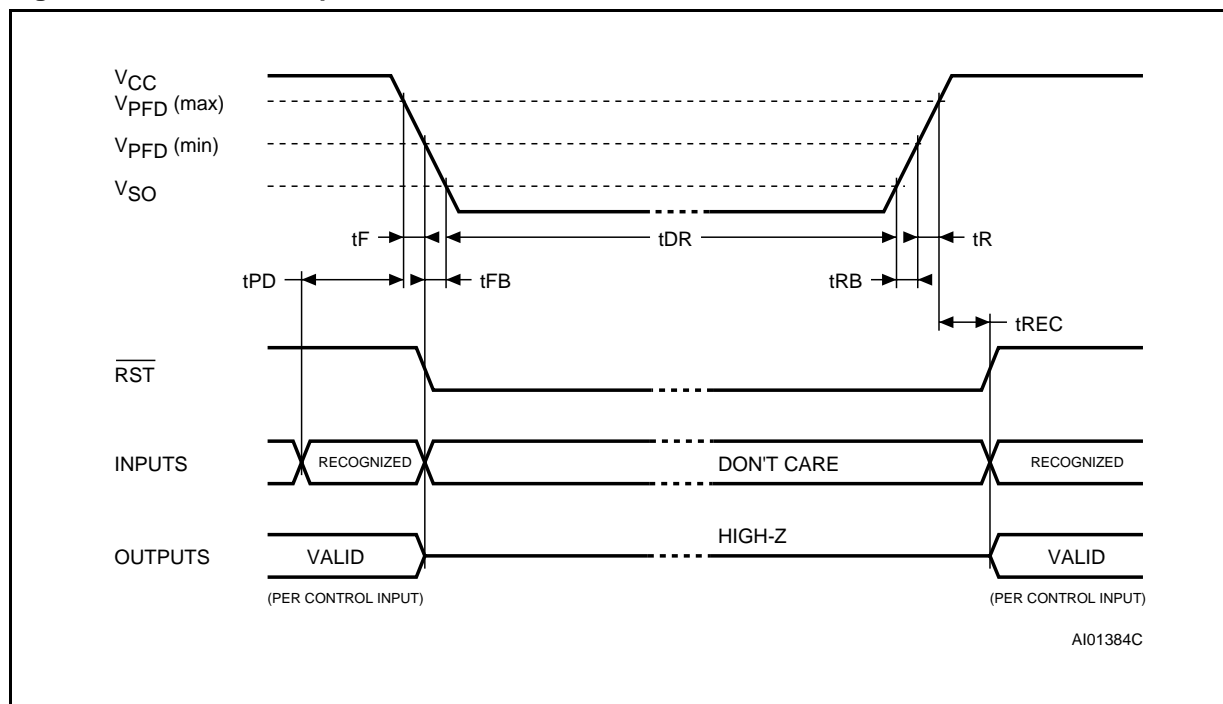 VCC
VPFD (max)
VPFD (min)
VSO
tF
tDR
tR
tPD
tFB
tRB
tREC
RST
INPUTS
RECOGNIZED
DON'T CARE
RECOGNIZED
HIGH-Z
OUTPUTS
VALID
VALID
(PER CONTROL INPUT)
(PER CONTROL INPUT)
AI01384C